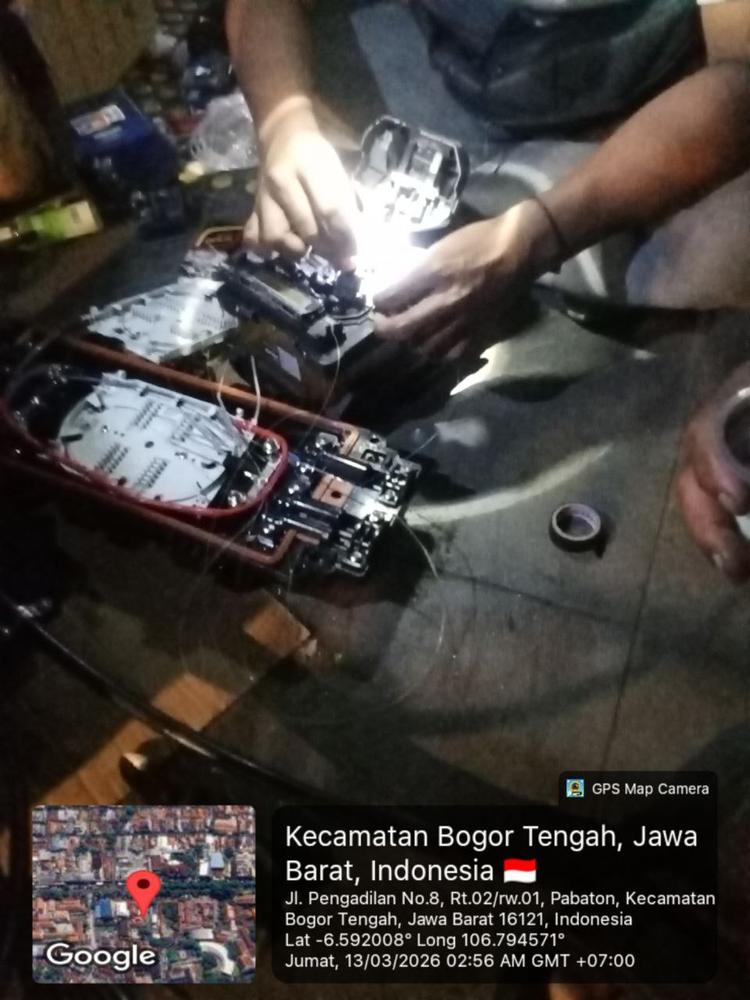 GPS Map Camera
Kecamatan Bogor Tengah, Jawa
Barat, Indonesia 🇮🇩
Jl. Pengadilan No.8, Rt.02/rw.01, Pabaton, Kecamatan
Bogor Tengah, Jawa Barat 16121, Indonesia
Lat -6.592008° Long 106.794571°
Jumat, 13/03/2026 02:56 AM GMT +07:00
Google